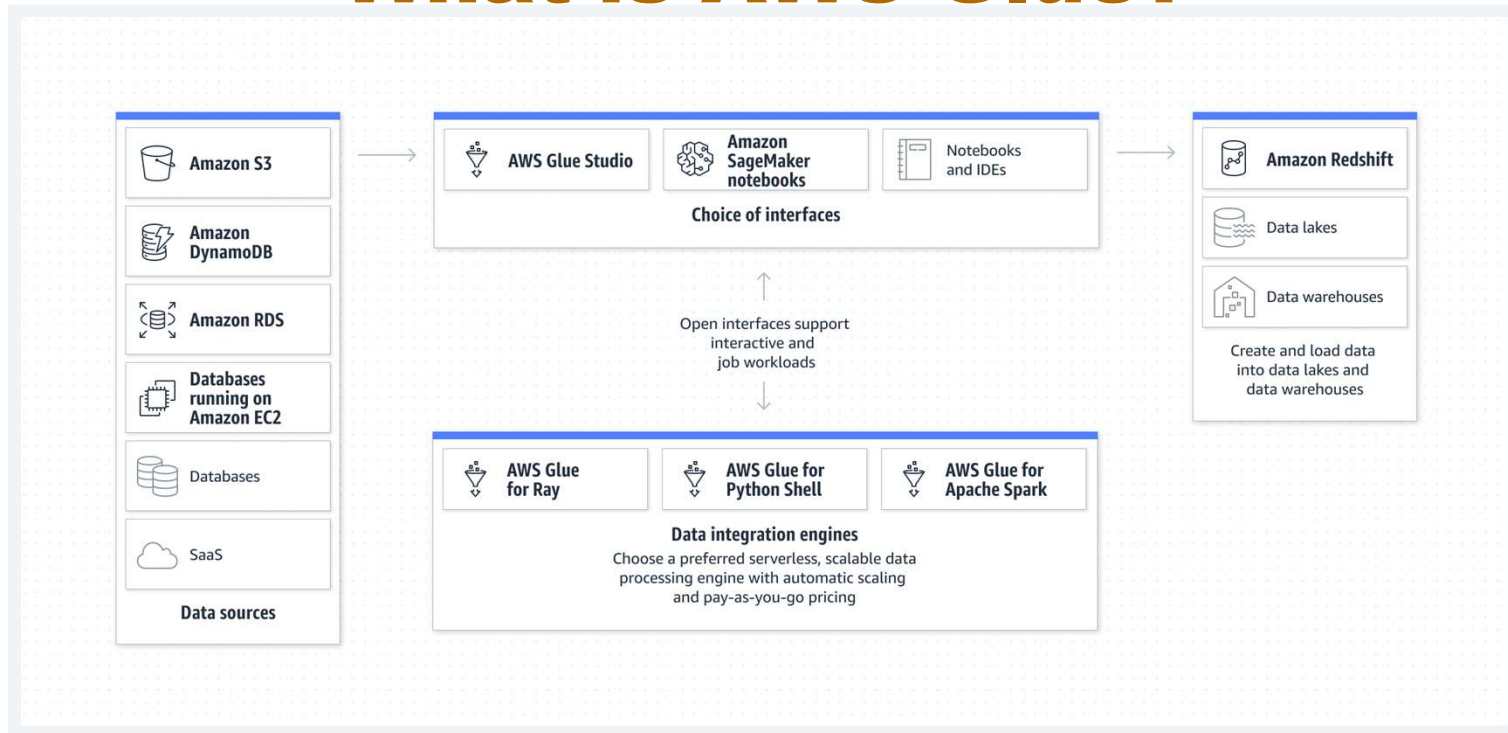 What is AWS Glue?
Amazon S3
Amazon
DynamoDB
Amazon RDS
Databases
running on
Amazon EC2
Databases
SaaS
Data sources
AWS Glue Studio
Amazon
SageMaker
notebooks
Notebooks
and IDEs
Choice of interfaces
Open interfaces support
interactive and
job workloads
AWS Glue
for Ray
AWS Glue for
Python Shell
AWS Glue for
Apache Spark
Data integration engines
Choose a preferred serverless, scalable data
processing engine with automatic scaling
and pay-as-you-go pricing
Amazon Redshift
Data lakes
Data warehouses
Create and load data
into data lakes and
data warehouses